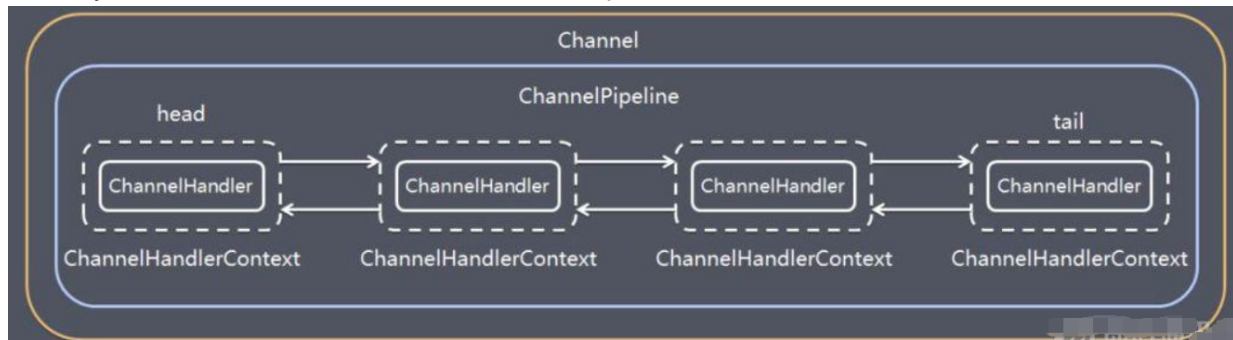 Channel
ChannelPipeline
head
tail
ChannelHandler ChannelHandler ChannelHandler ChannelHandler
ChannelHandlerContext ChannelHandlerContext ChannelHandlerContext ChannelHandlerContext